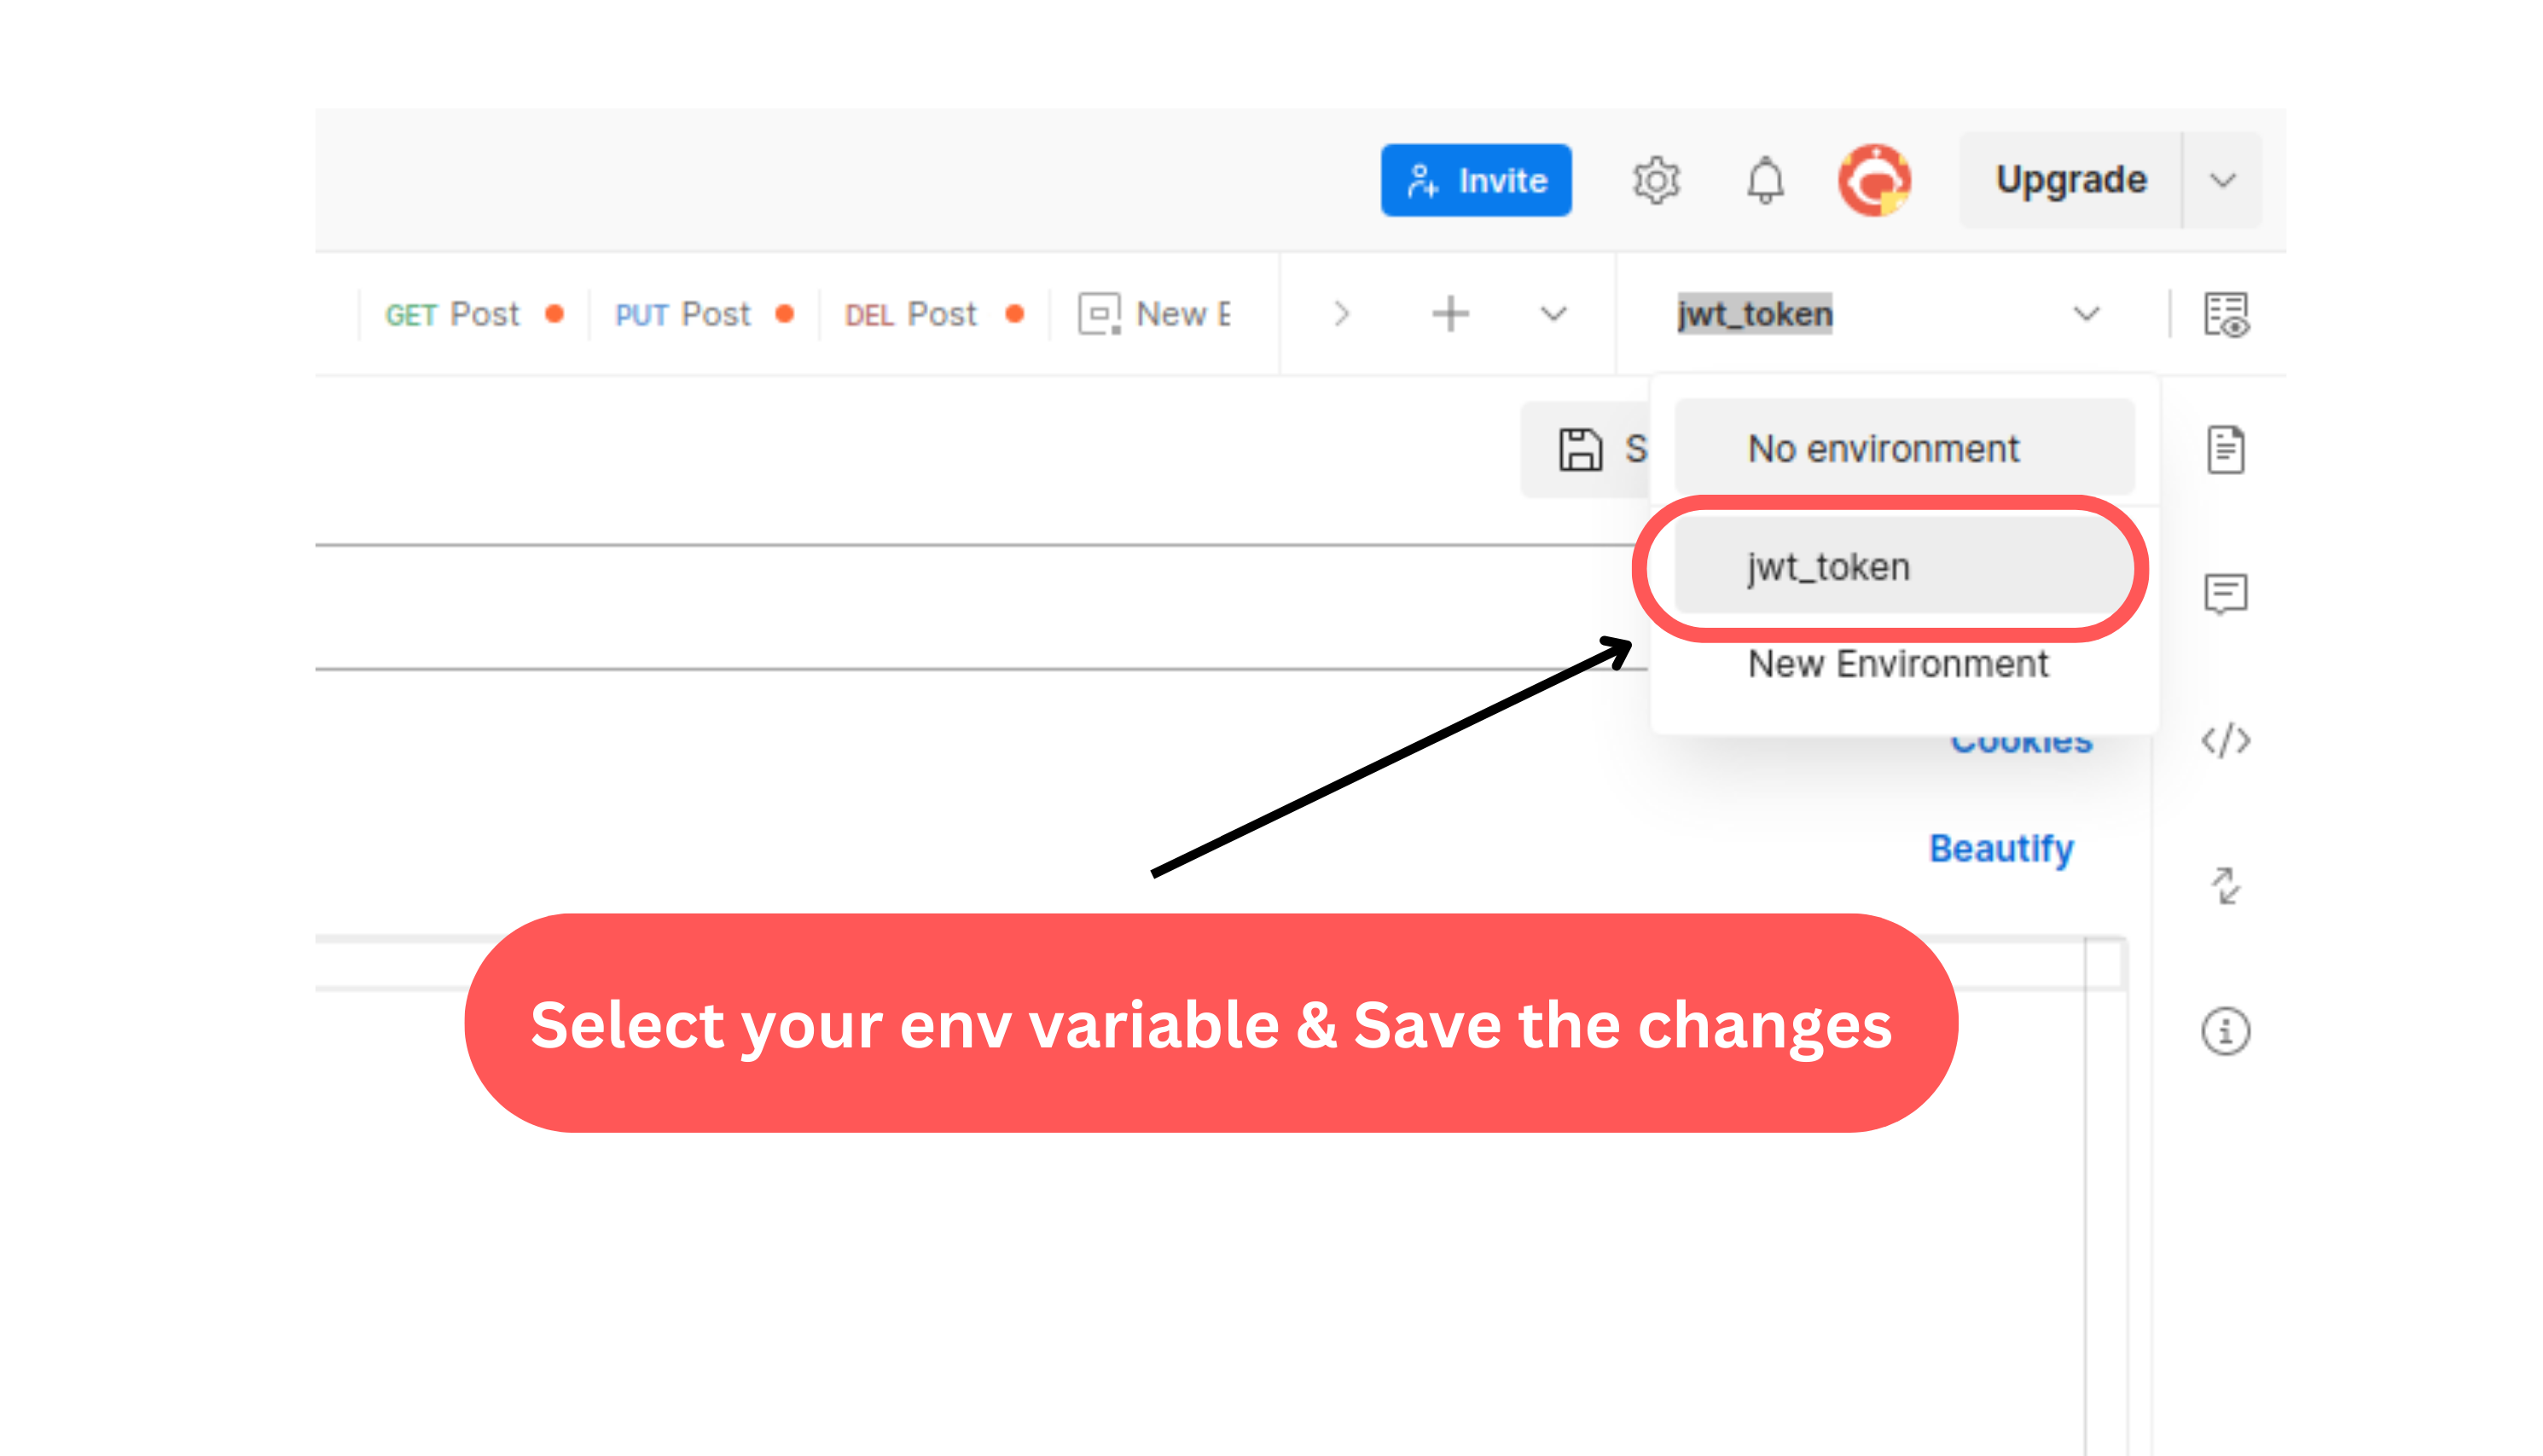 Invite
Upgrade
GET Post
PUT Post
DEL Post
New E
jwt_token
S
No environment
jwt_token
New Environment
Cookies
Beautify
Select your env variable & Save the changes